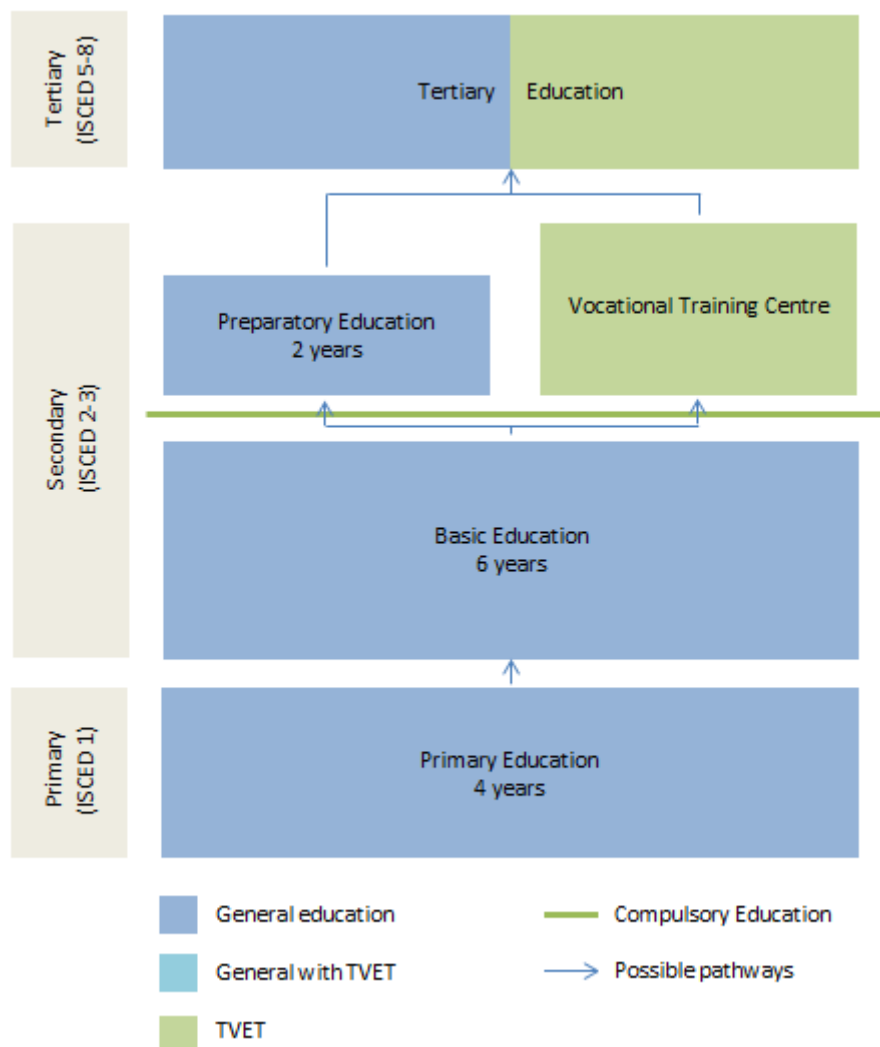 Tertiary
(ISCED 5-8)
Tertiary Education
Secondary
(ISCED 2-3)
Preparatory Education
2 years
Vocational Training Centre
Basic Education
6 years
Primary
(ISCED 1)
Primary Education
4 years
General education
Compulsory Education
General with TVET
Possible pathways
TVET